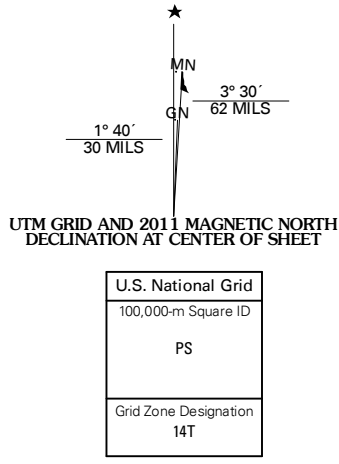 MN
3° 30´
62 MILS
GN
1° 40´
30 MILS
UTM GRID AND 2011 MAGNETIC NORTH
DECLINATION AT CENTER OF SHEET
U.S. National Grid
100,000-m Square ID
PS
Grid Zone Designation
14T